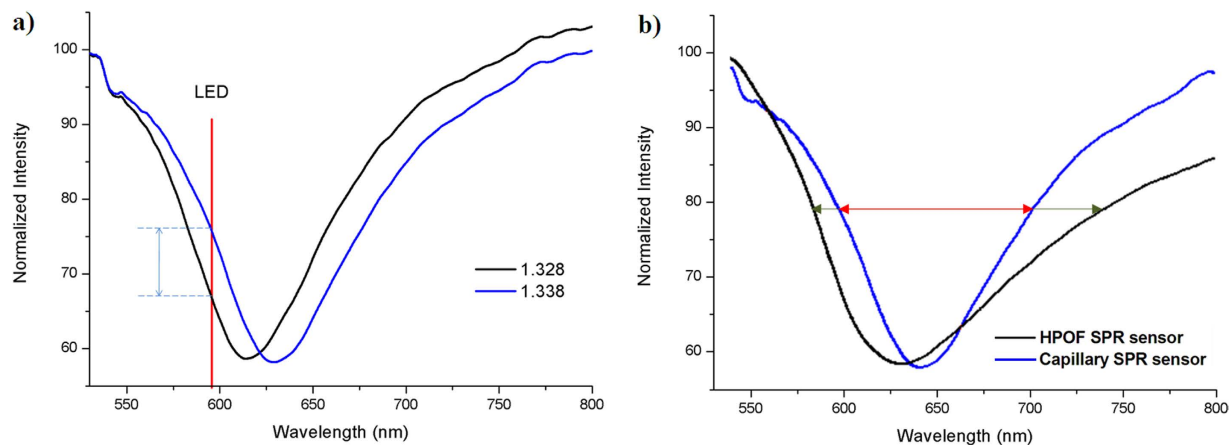 a)
100
90
80
70
60
Normalized Intensity
LED
1.328
1.338
550 600 650 700 750 800
Wavelength (nm)
b)
100
90
80
70
60
Normalized Intensity
HPOF SPR sensor
Capillary SPR sensor
550 600 650 700 750 800
Wavelength (nm)